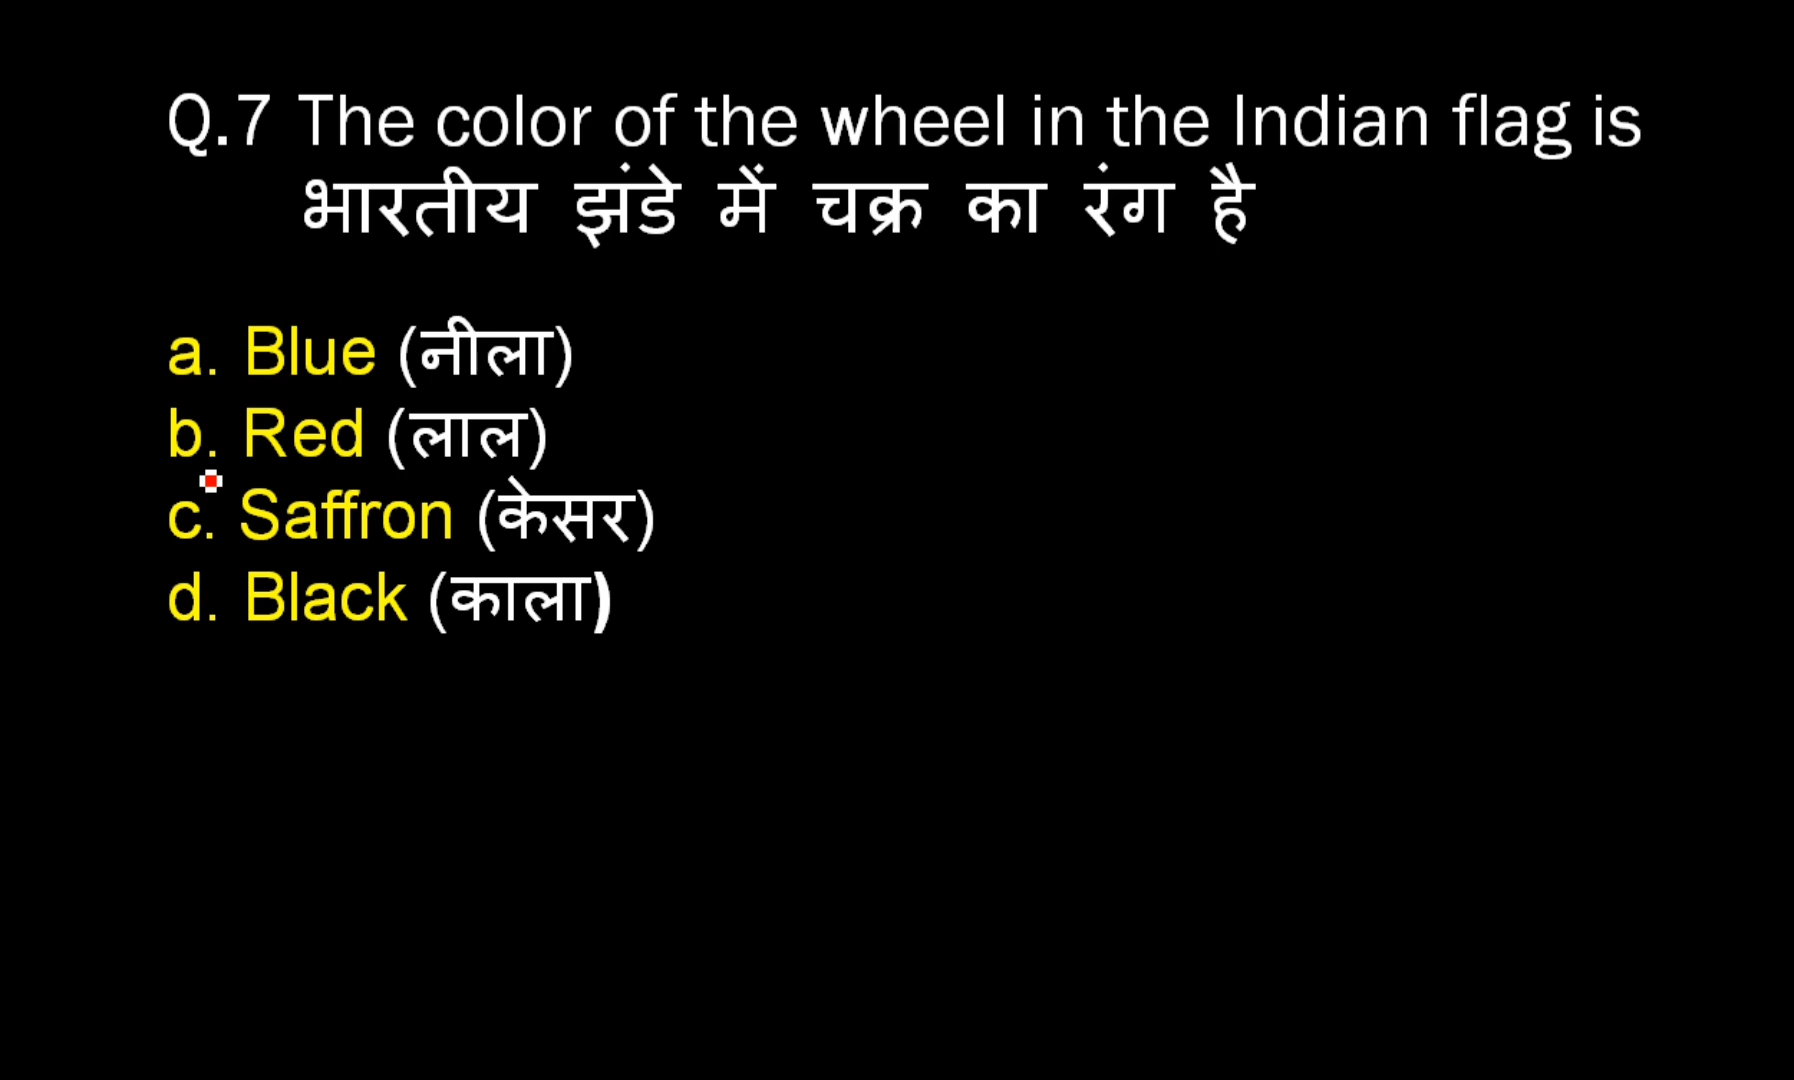 Q.7 The color of the wheel in the Indian flag is
भारतीय झंडे में चक्र का रंग है
a. Blue (नीला)
b. Red (लाल)
c. Saffron (केसर)
d. Black (काला)